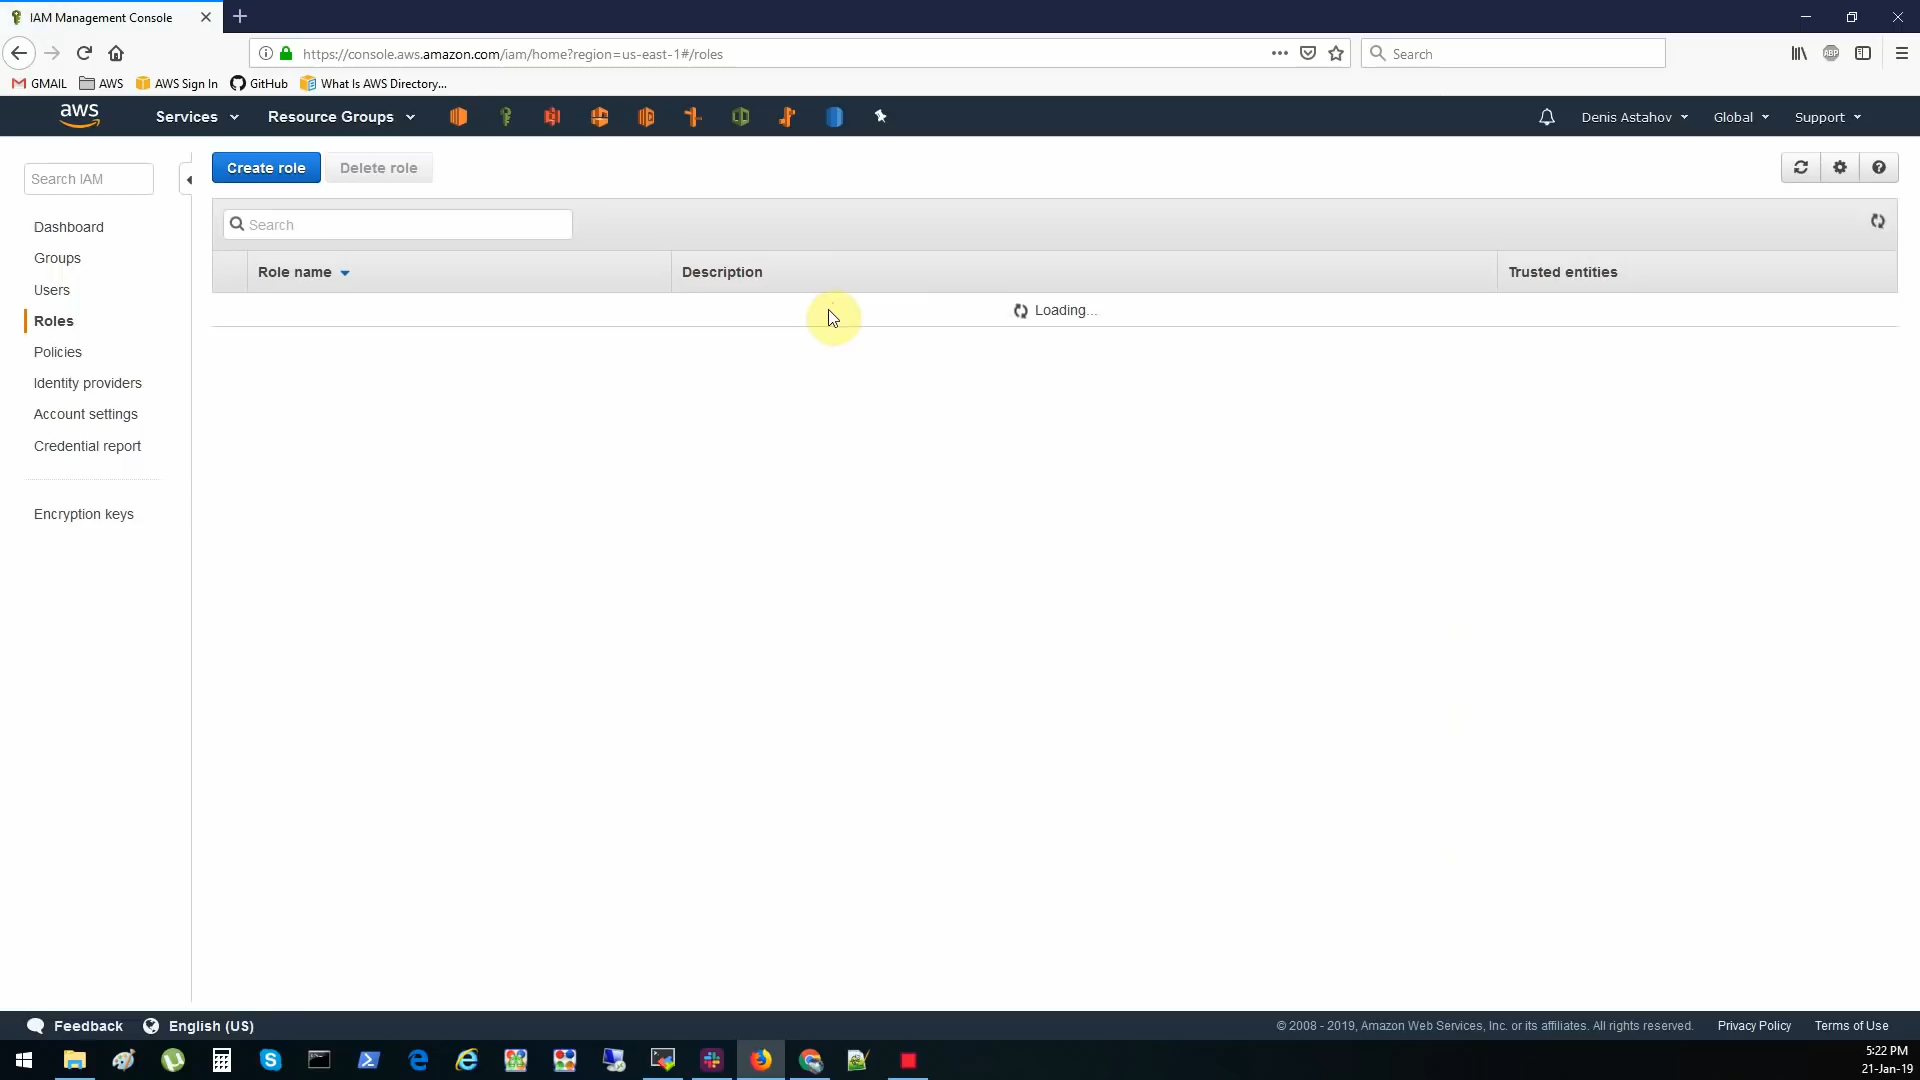 IAM Management Console
https://console.aws.amazon.com/iam/home?region=us-east-1#/roles
Search
GMAIL AWS AWS Sign In GitHub What Is AWS Directory...
aws Services Resource Groups Denis Astahov Global Support
Search IAM
Create role Delete role
Dashboard
Groups
Users
Roles
Policies
Identity providers
Account settings
Credential report
Encryption keys
Search
Role name Description Trusted entities
Loading...
Feedback English (US) © 2008 - 2019, Amazon Web Services, Inc. or its affiliates. All rights reserved. Privacy Policy Terms of Use
5:22 PM
21-Jan-19